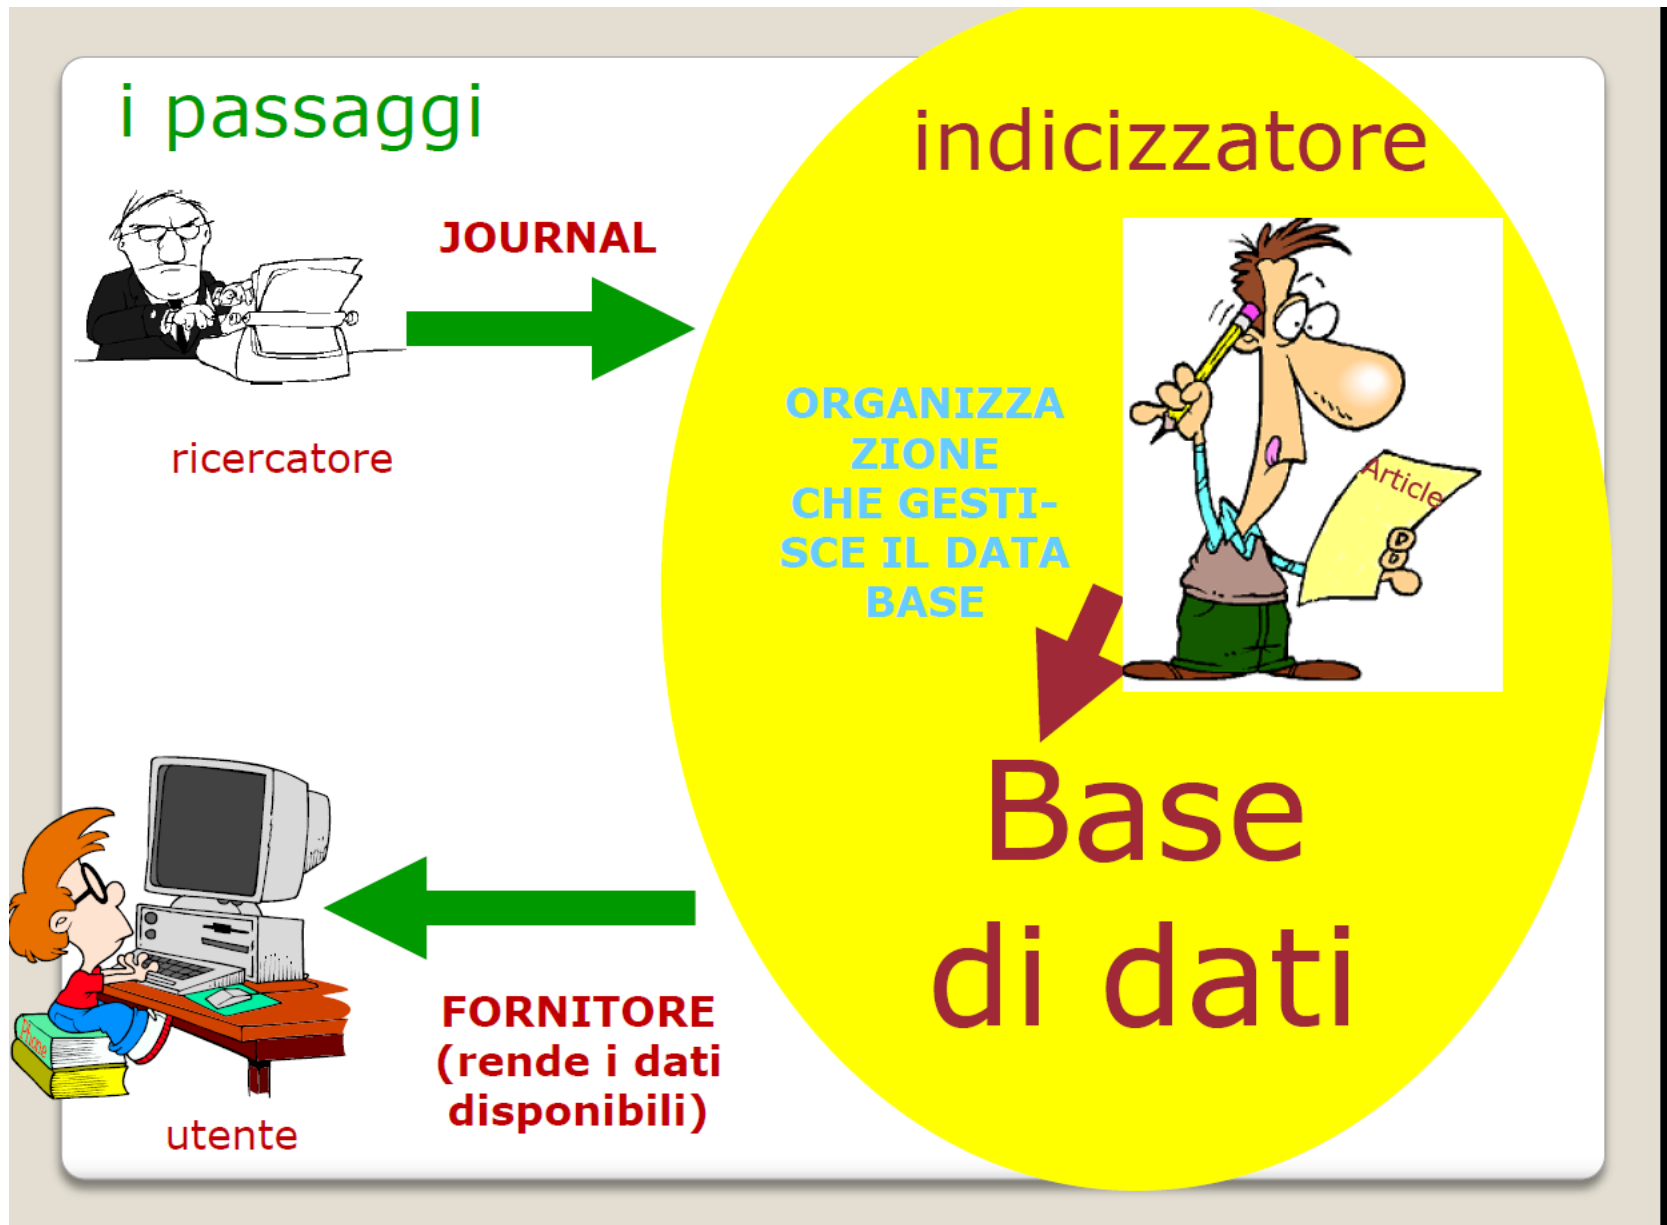 i passaggi
indicizzatore
JOURNAL
ricercatore
ORGANIZZA
ZIONE
CHE GESTI-
SCE IL DATA
BASE
Article
Base
di dati
FORNITORE
(rende i dati
disponibili)
Phone
utente